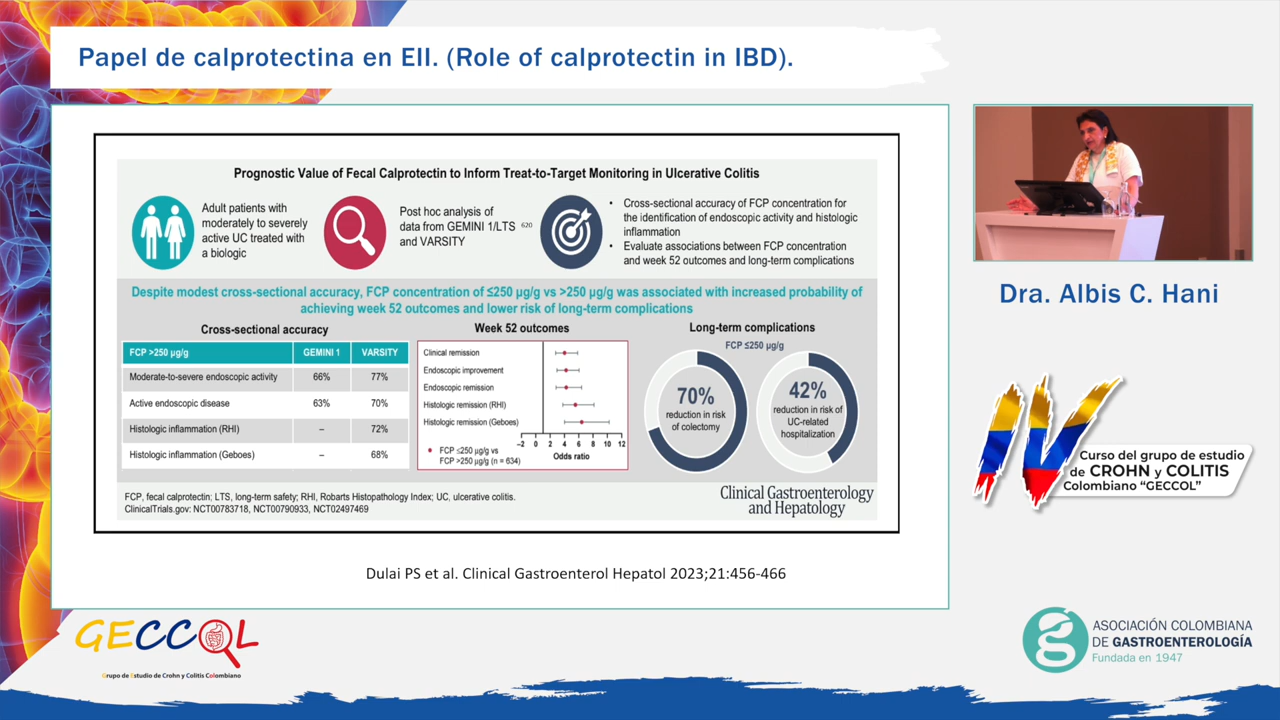 Papel de calprotectina en EII. (Role of calprotectin in IBD).
Prognostic Value of Fecal Calprotectin to Inform Treat-to-Target Monitoring in Ulcerative Colitis
Adult patients with
moderately to severely
active UC treated with
a biologic
Post hoc analysis of
data from GEMINI 1/LTS 620
and VARSITY
• Cross-sectional accuracy of FCP concentration for
the identification of endoscopic activity and histologic
inflammation
• Evaluate associations between FCP concentration
and week 52 outcomes and long-term complications
Despite modest cross-sectional accuracy, FCP concentration of ≤250 µg/g vs >250 µg/g was associated with increased probability of
achieving week 52 outcomes and lower risk of long-term complications
Cross-sectional accuracy
FCP >250 µg/g GEMINI 1 VARSITY
Moderate-to-severe endoscopic activity 66% 77%
Active endoscopic disease 63% 70%
Histologic inflammation (RHI) – 72%
Histologic inflammation (Geboes) – 68%
Week 52 outcomes
Clinical remission
Endoscopic improvement
Endoscopic remission
Histologic remission (RHI)
Histologic remission (Geboes)
−2 0 2 4 6 8 10 12
Odds ratio
FCP ≤250 µg/g vs
FCP >250 µg/g (n = 634)
Long-term complications
FCP ≤250 µg/g
70%
reduction in risk
of colectomy
42%
reduction in risk of
UC-related
hospitalization
FCP, fecal calprotectin; LTS, long-term safety; RHI, Robarts Histopathology Index; UC, ulcerative colitis.
ClinicalTrials.gov: NCT00783718, NCT00790933, NCT02497469
Clinical Gastroenterology
and Hepatology
Dulai PS et al. Clinical Gastroenterol Hepatol 2023;21:456-466
Dra. Albis C. Hani
IV
Curso del grupo de estudio
de CROHN y COLITIS
Colombiano “GECCOL”
GECCOL
Grupo de Estudio de Crohn y Colitis Colombiano
ASOCIACIÓN COLOMBIANA
DE GASTROENTEROLOGÍA
Fundada en 1947